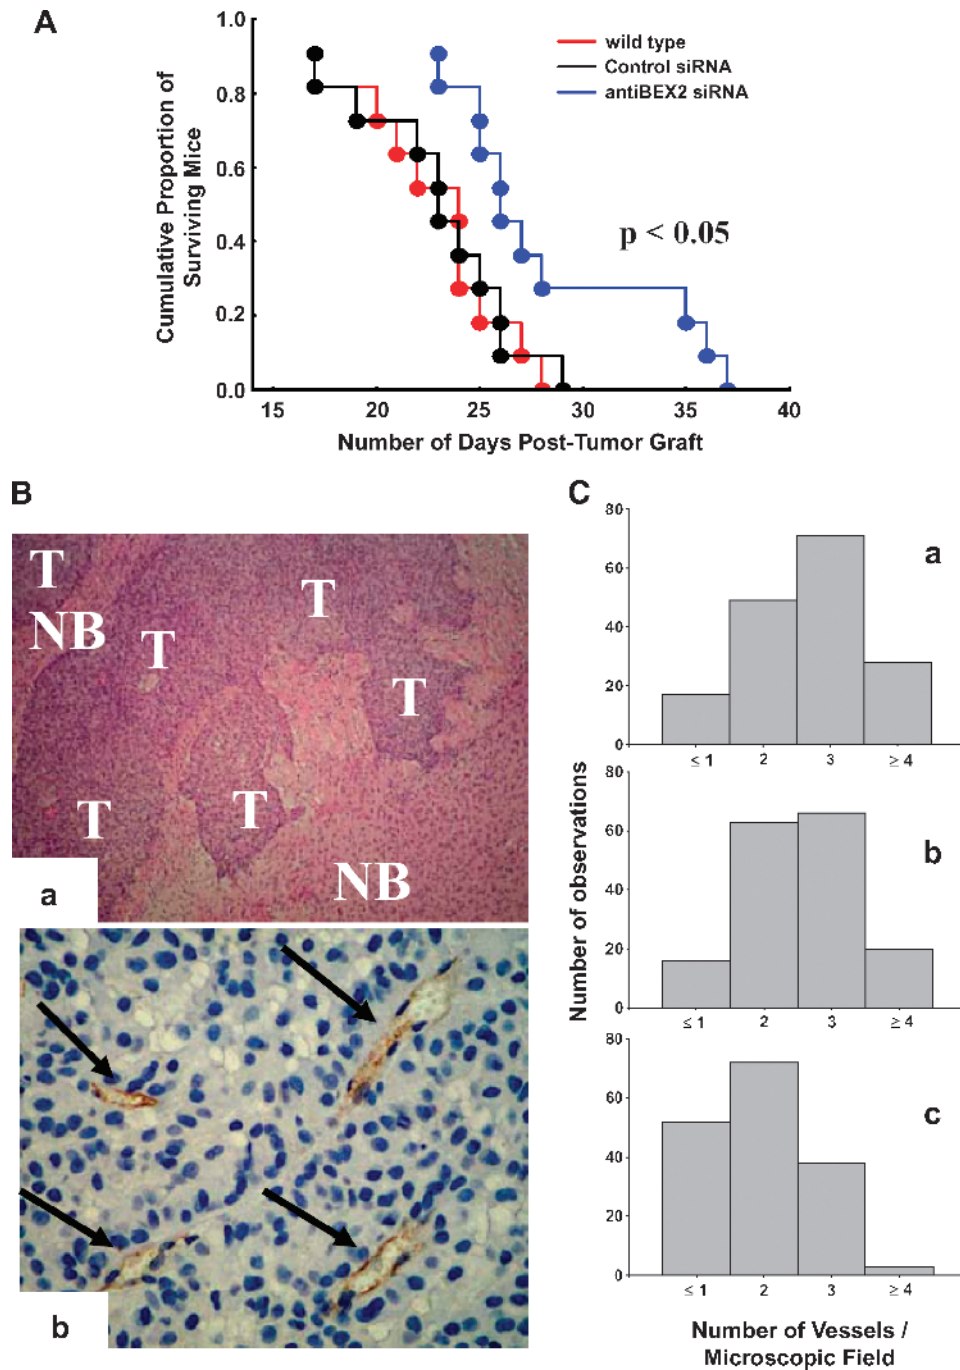 A
1.0
0.8
0.6
0.4
0.2
0.0
Cumulative Proportion of
Surviving Mice
wild type
Control siRNA
antiBEX2 siRNA
p < 0.05
15 20 25 30 35 40
Number of Days Post-Tumor Graft
B
T
NB
T
T
T
T
T
NB
a
b
C
80
60
40
20
0
a
≤ 1 2 3 ≥ 4
80
60
40
20
0
b
≤ 1 2 3 ≥ 4
80
60
40
20
0
c
≤ 1 2 3 ≥ 4
Number of observations
Number of Vessels /
Microscopic Field